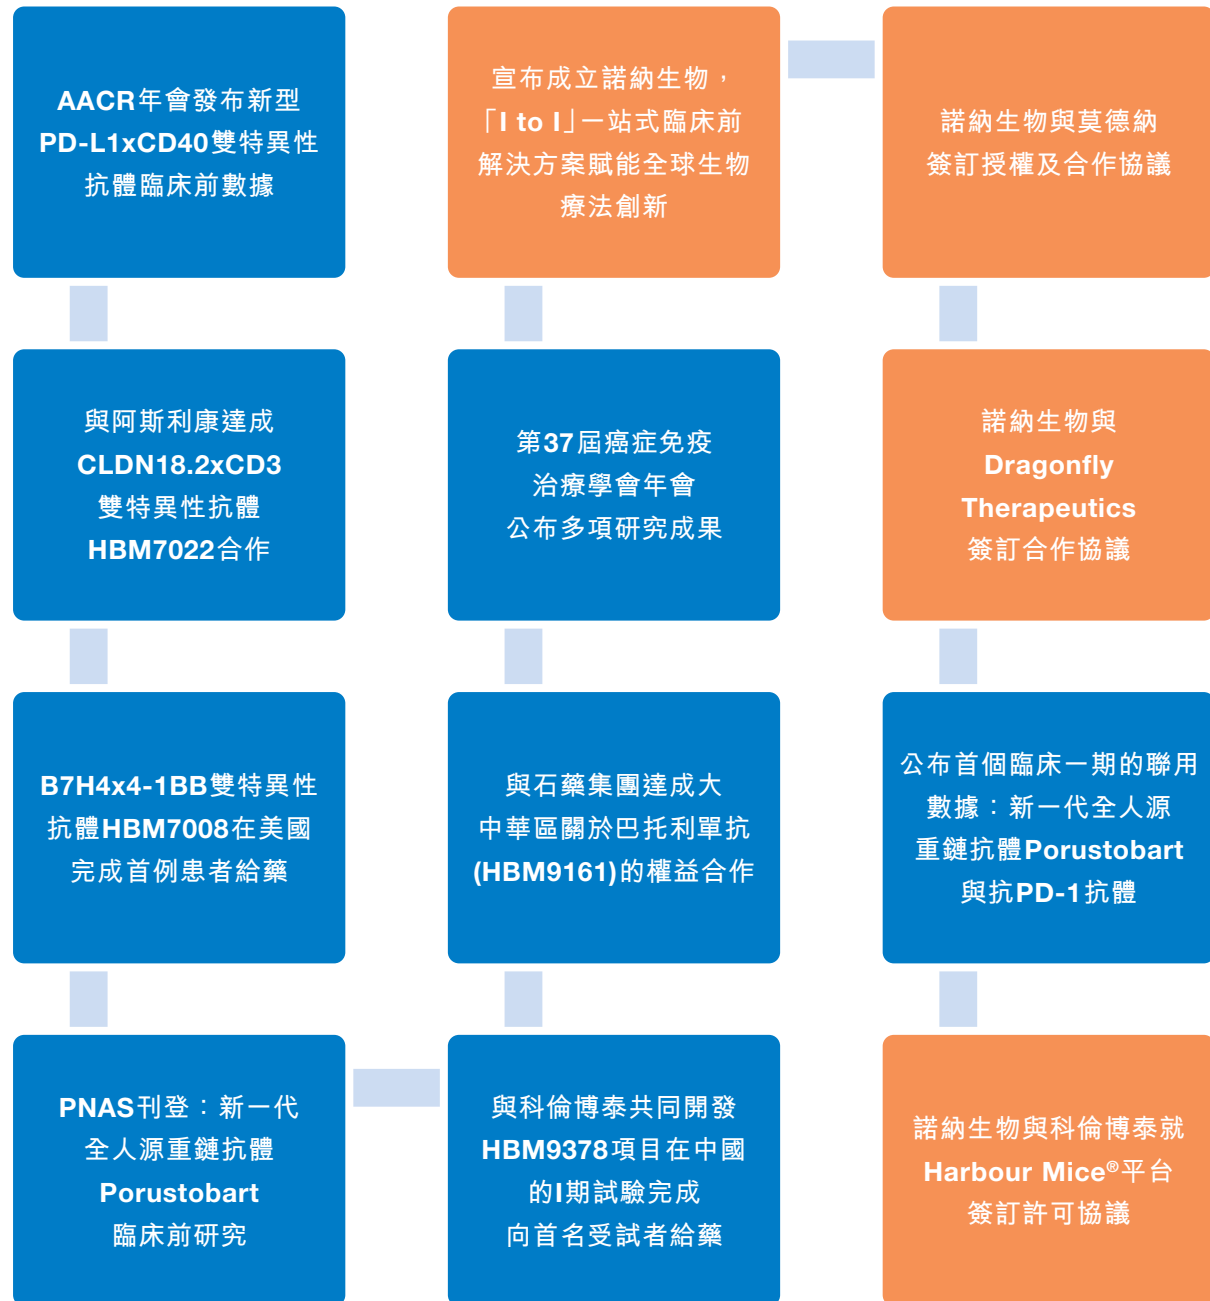 AACR年會發布新型
PD-L1xCD40雙特異性
抗體臨床前數據
與阿斯利康達成
CLDN18.2xCD3
雙特異性抗體
HBM7022合作
B7H4x4-1BB雙特異性
抗體HBM7008在美國
完成首例患者給藥
PNAS刊登：新一代
全人源重鏈抗體
Porustobart
臨床前研究
與科倫博泰共同開發
HBM9378項目在中國
的I期試驗完成
向首名受試者給藥
與石藥集團達成大
中華區關於巴托利單抗
(HBM9161)的權益合作
第37屆癌症免疫
治療學會年會
公布多項研究成果
宣布成立諾納生物，
「I to I」一站式臨床前
解決方案賦能全球生物
療法創新
諾納生物與莫德納
簽訂授權及合作協議
諾納生物與
Dragonfly
Therapeutics
簽訂合作協議
公布首個臨床一期的聯用
數據：新一代全人源
重鏈抗體Porustobart
與抗PD-1抗體
諾納生物與科倫博泰就
Harbour Mice®平台
簽訂許可協議